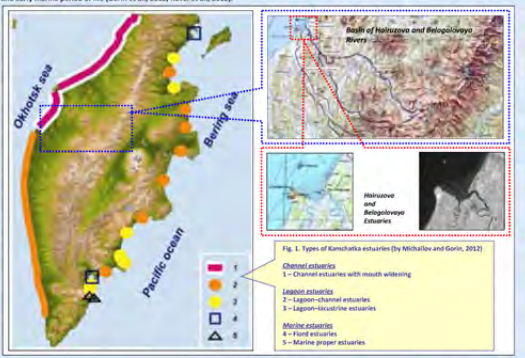 Okhotsk sea
Bering sea
Pacific ocean
1
2
2
4
5
Basin of Hairuzova and Belogolovaya
Rivers
Hairuzova
and
Belogolovaya
Estuaries
Fig. 1. Types of Kamchatka estuaries (by Michailov and Gorin, 2012)
Channel estuaries
1 – Channel estuaries with mouth widening
Lagoon estuaries
2 – Lagoon–channel estuaries
3 – Lagoon–lacustrine estuaries
Marine estuaries
4 – Fiord estuaries
5 – Marine proper estuaries